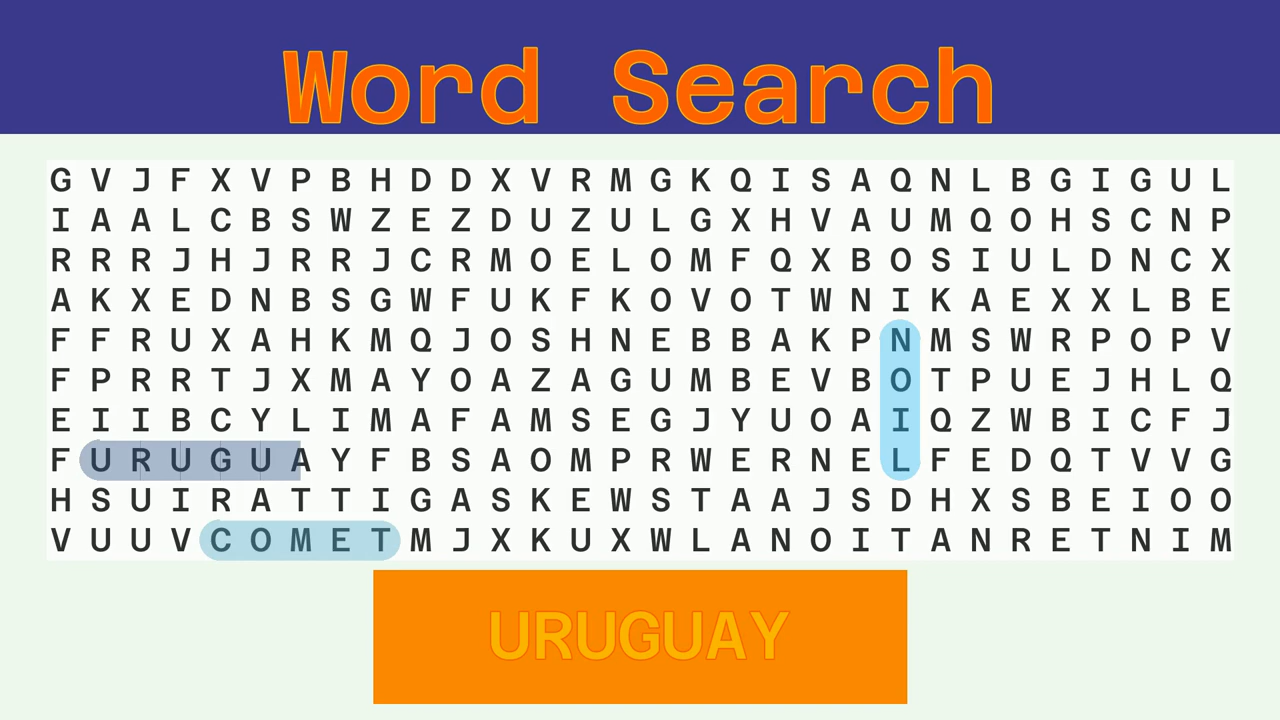 Word Search
G V J F X V P B H D D X V R M G K Q I S A Q N L B G I G U L
I A A L C B S W Z E Z D U Z U L G X H V A U M Q O H S C N P
R R R J H J R R J C R M O E L O M F Q X B O S I U L D N C X
A K X E D N B S G W F U K F K O V O T W N I K A E X X L B E
F F R U X A H K M Q J O S H N E B B A K P N M S W R P O P V
F P R R T J X M A Y O A Z A G U M B E V B O T P U E J H L Q
E I I B C Y L I M A F A M S E G J Y U O A I Q Z W B I C F J
F U R U G U A Y F B S A O M P R W E R N E L F E D Q T V V G
H S U I R A T T I G A S K E W S T A A J S D H X S B E I O O
V U U V C O M E T M J X K U X W L A N O I T A N R E T N I M
URUGUAY